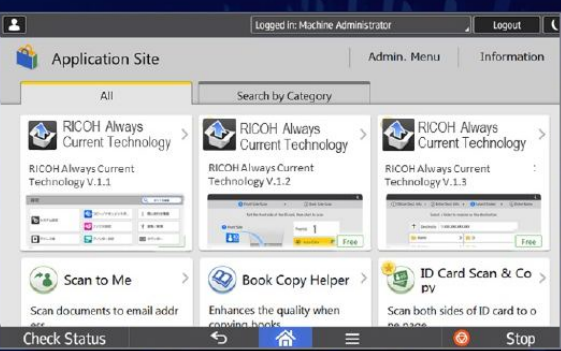 Logged in: Machine Administrator
Logout
Application Site
Admin. Menu
Information
All
Search by Category
RICOH Always
Current Technology
RICOH Always Current
Technology V.1.1
RICOH Always
Current Technology
RICOH Always Current
Technology V.1.2
1
Free
RICOH Always
Current Technology
RICOH Always Current
Technology V.1.3
Free
Scan to Me
Scan documents to email addr
ess
Book Copy Helper
Enhances the quality when
copying books
ID Card Scan & Co
py
Scan both sides of ID card to o
ne page
Check Status
Stop